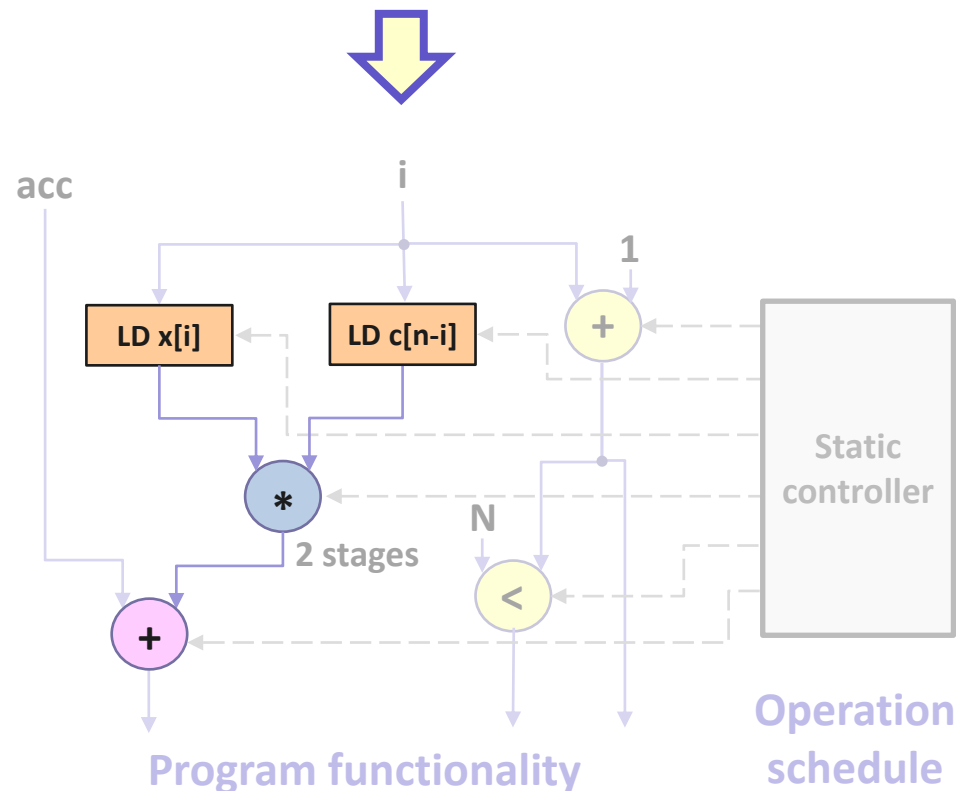 i
acc
1
LD x[i]
LD c[n-i]
+
Static
controller
*
N
2 stages
<
+
Operation
schedule
Program functionality